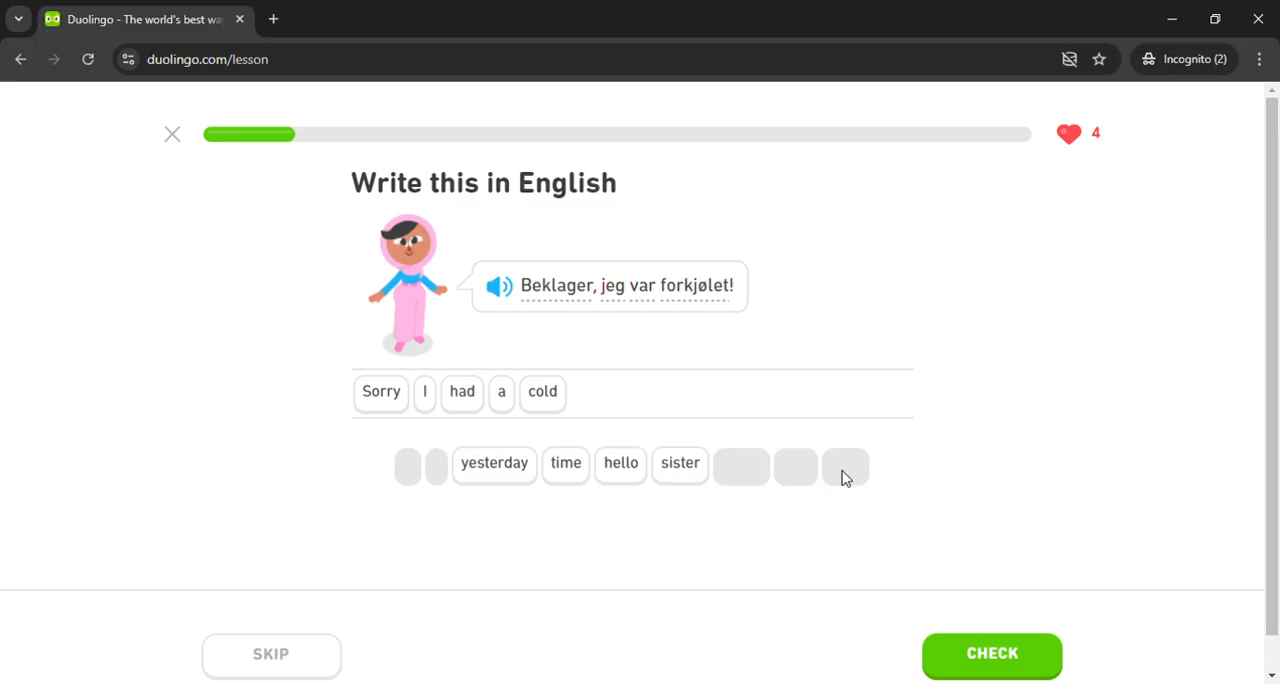 Duolingo - The world's best wa
duolingo.com/lesson
Incognito (2)
4
Write this in English
Beklager, jeg var forkjølet!
Sorry I had a cold
yesterday time hello sister
SKIP CHECK